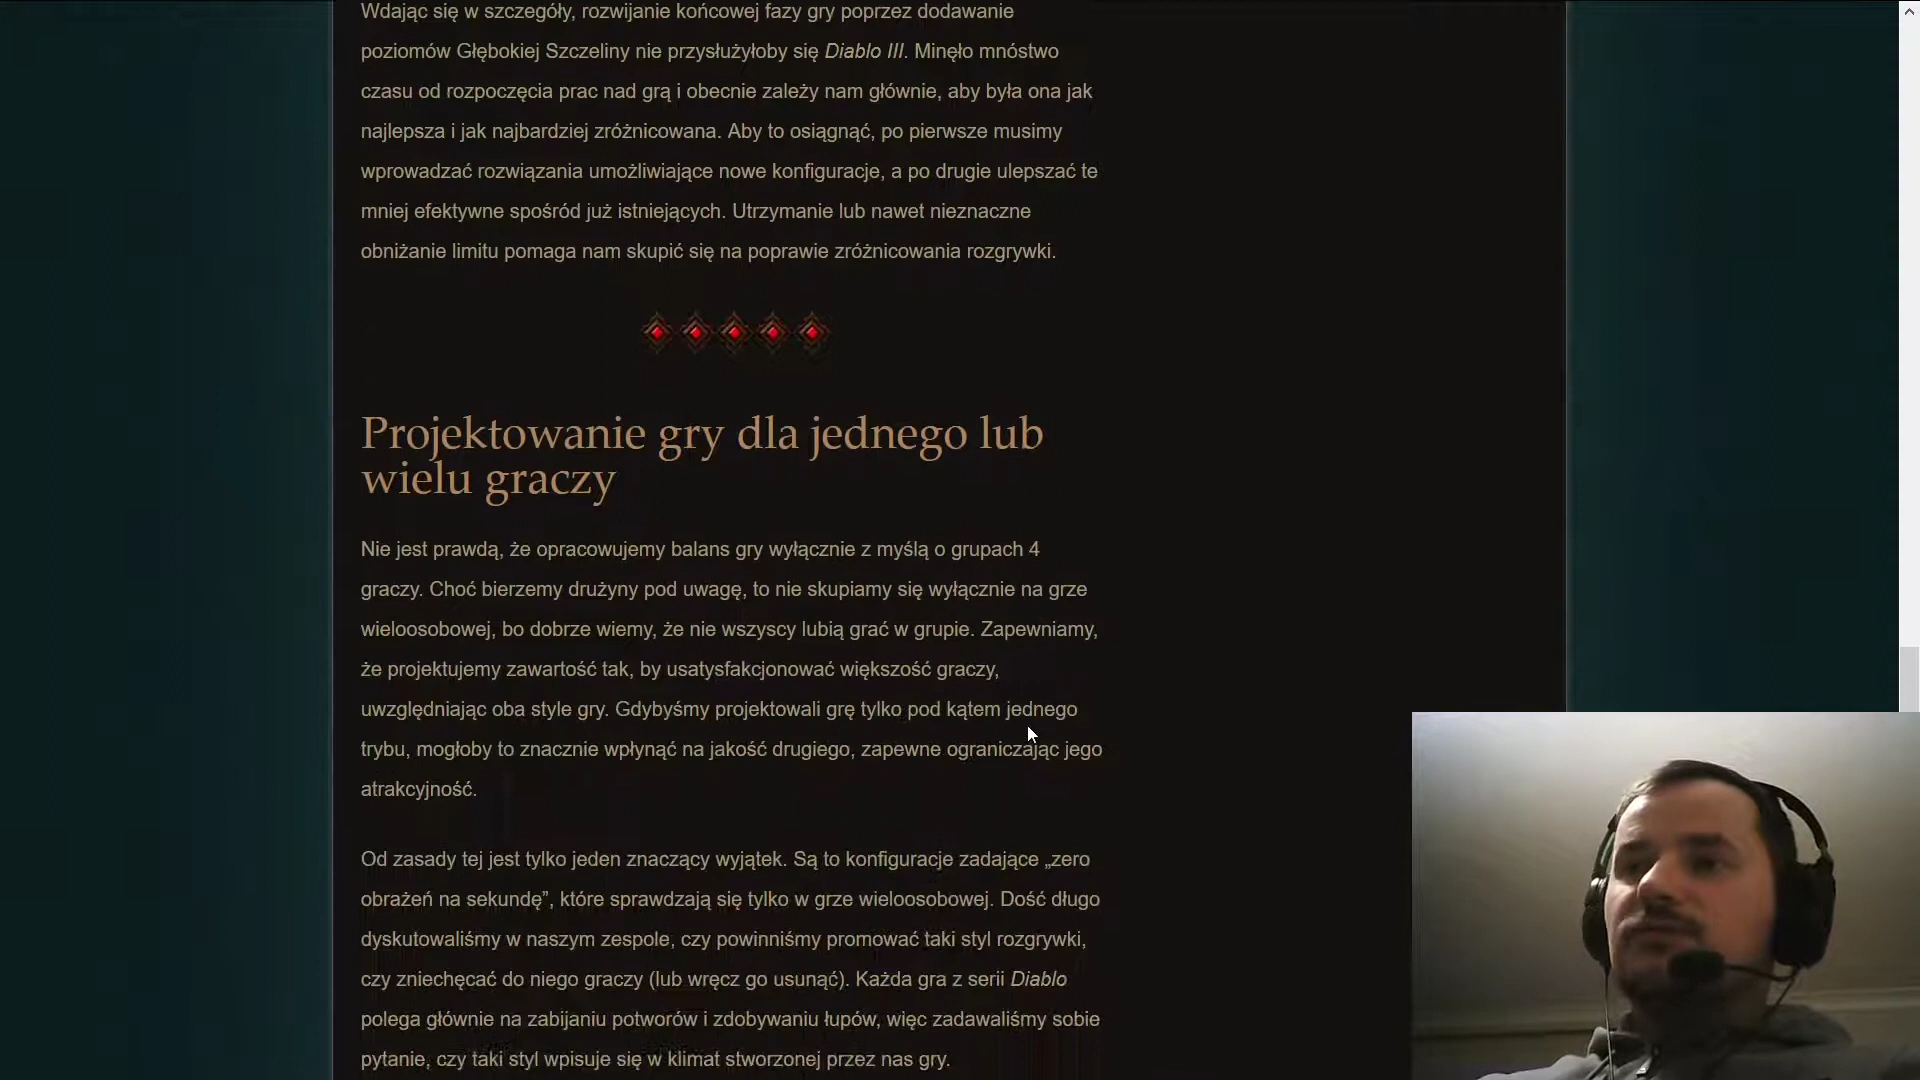 Wdając się w szczegóły, rozwijanie końcowej fazy gry poprzez dodawanie
poziomów Głębokiej Szczeliny nie przysłużyłoby się Diablo III. Minęło mnóstwo
czasu od rozpoczęcia prac nad grą i obecnie zależy nam głównie, aby była ona jak
najlepsza i jak najbardziej zróżnicowana. Aby to osiągnąć, po pierwsze musimy
wprowadzać rozwiązania umożliwiające nowe konfiguracje, a po drugie ulepszać te
mniej efektywne spośród już istniejących. Utrzymanie lub nawet nieznaczne
obniżanie limitu pomaga nam skupić się na poprawie zróżnicowania rozgrywki.
Projektowanie gry dla jednego lub
wielu graczy
Nie jest prawdą, że opracowujemy balans gry wyłącznie z myślą o grupach 4
graczy. Choć bierzemy drużyny pod uwagę, to nie skupiamy się wyłącznie na grze
wieloosobowej, bo dobrze wiemy, że nie wszyscy lubią grać w grupie. Zapewniamy,
że projektujemy zawartość tak, by usatysfakcjonować większość graczy,
uwzględniając oba style gry. Gdybyśmy projektowali grę tylko pod kątem jednego
trybu, mogłoby to znacznie wpłynąć na jakość drugiego, zapewne ograniczając jego
atrakcyjność.
Od zasady tej jest tylko jeden znaczący wyjątek. Są to konfiguracje zadające „zero
obrażeń na sekundę”, które sprawdzają się tylko w grze wieloosobowej. Dość długo
dyskutowaliśmy w naszym zespole, czy powinniśmy promować taki styl rozgrywki,
czy zniechęcać do niego graczy (lub wręcz go usunąć). Każda gra z serii Diablo
polega głównie na zabijaniu potworów i zdobywaniu łupów, więc zadawaliśmy sobie
pytanie, czy taki styl wpisuje się w klimat stworzonej przez nas gry.